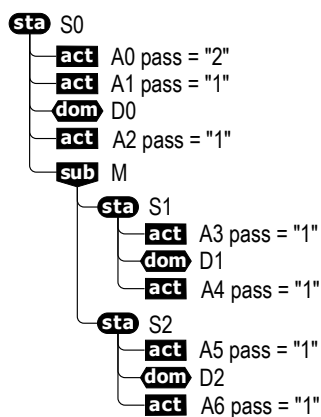 sta S0
act A0 pass = "2"
act A1 pass = "1"
dom D0
act A2 pass = "1"
sub M
sta S1
act A3 pass = "1"
dom D1
act A4 pass = "1"
sta S2
act A5 pass = "1"
dom D2
act A6 pass = "1"